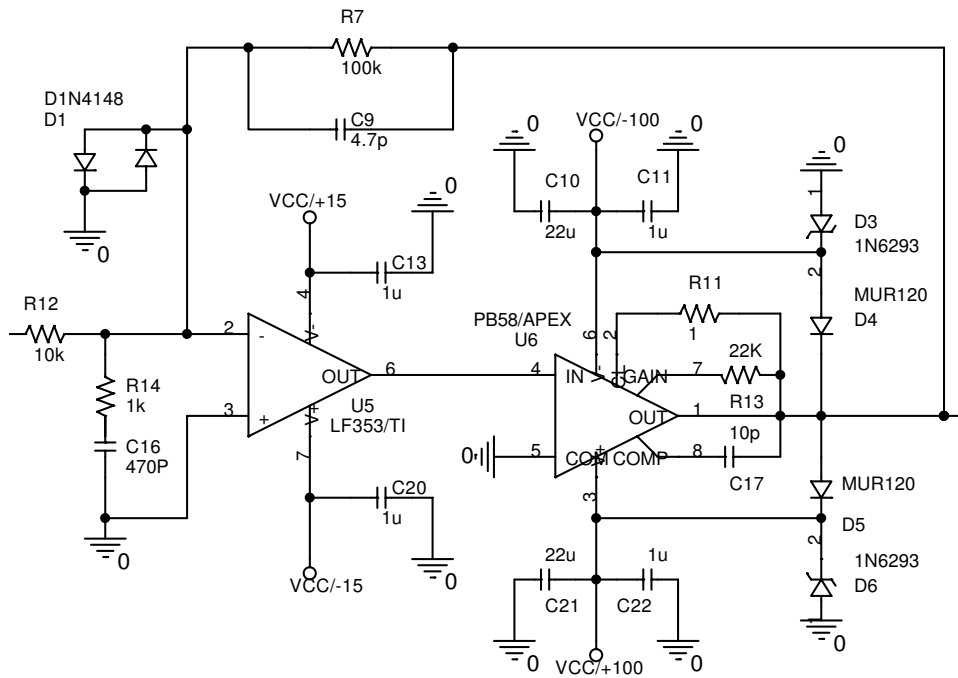 R7
100k
C9
4.7p
D1N4148
D1
0
VCC/+15
4
C13
1u
0
R12
10k
2
-
V-
OUT
6
U5
LF353/TI
R14
1k
3
+
V+
7
C16
470P
0
C20
1u
0
VCC/-15
0
VCC/-100
0
C10
22u
C11
1u
0
1
D3
1N6293
2
MUR120
D4
PB58/APEX
U6
6
2
R11
1
4
IN
V-
CL
GAIN
7
22K
R13
OUT
1
10p
0
5
COM
V+
COMP
8
C17
3
MUR120
D5
2
1N6293
D6
1
0
22u
C21
1u
C22
0
0
VCC/+100